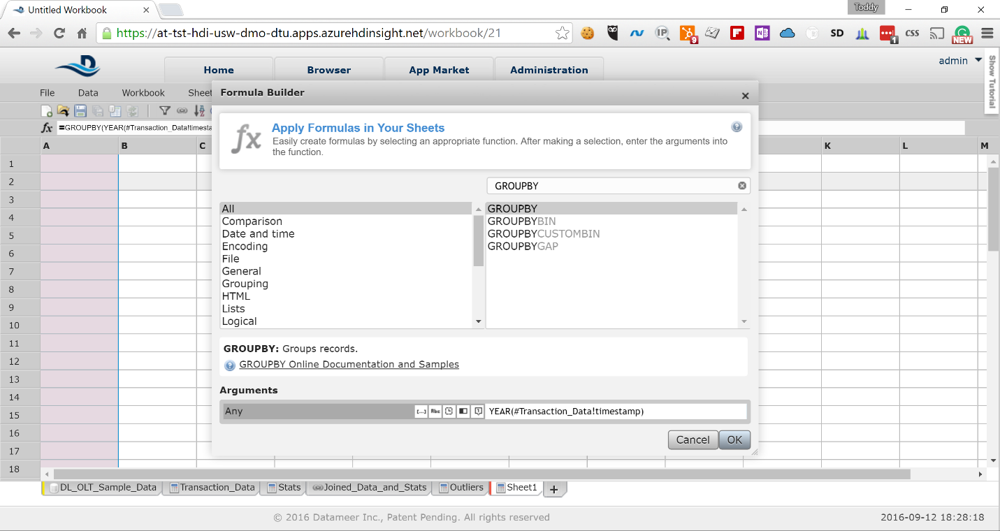 Untitled Workbook
Toddy
https://at-tst-hdi-usw-dmo-dtu.apps.azurehdinsight.net/workbook/21
IP
9
F
N
SD
1
CSS
NEW
D
Home Browser App Market Administration
admin
Show Tutorial
File Data Workbook Sheet
Formula Builder
fx =GROUPBY(YEAR(#Transaction_Data!timesta
fx
Apply Formulas in Your Sheets
Easily create formulas by selecting an appropriate function. After making a selection, enter the arguments into
the function.
A B C K L M
1
2
3
4
5
6
7
8
9
10
11
12
13
14
15
16
17
18
GROUPBY
All
Comparison
Date and time
Encoding
File
General
Grouping
HTML
Lists
Logical
GROUPBY
GROUPBYBIN
GROUPBYCUSTOMBIN
GROUPBYGAP
GROUPBY: Groups records.
GROUPBY Online Documentation and Samples
Arguments
Any [...] Abc YEAR(#Transaction_Data!timestamp)
Cancel OK
DL_OLT_Sample_Data Transaction_Data Stats Joined_Data_and_Stats Outliers Sheet1 +
© 2016 Datameer Inc., Patent Pending. All rights reserved
2016-09-12 18:28:18